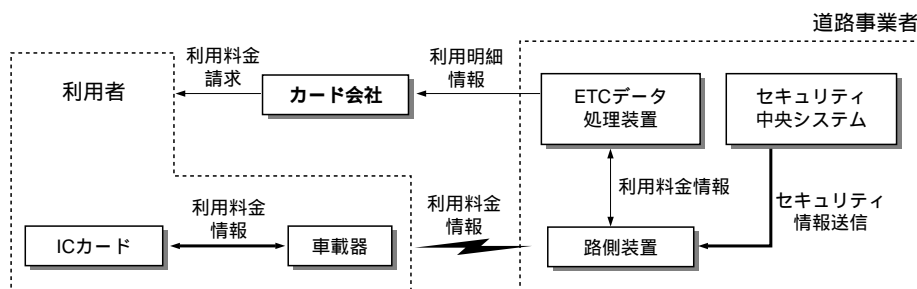 道路事業者
利用料金
請求
利用明細
情報
利用者
カード会社
ETCデータ
処理装置
セキュリティ
中央システム
利用料金
情報
利用料金
情報
利用料金情報
セキュリティ
情報送信
ICカード
車載器
路側装置